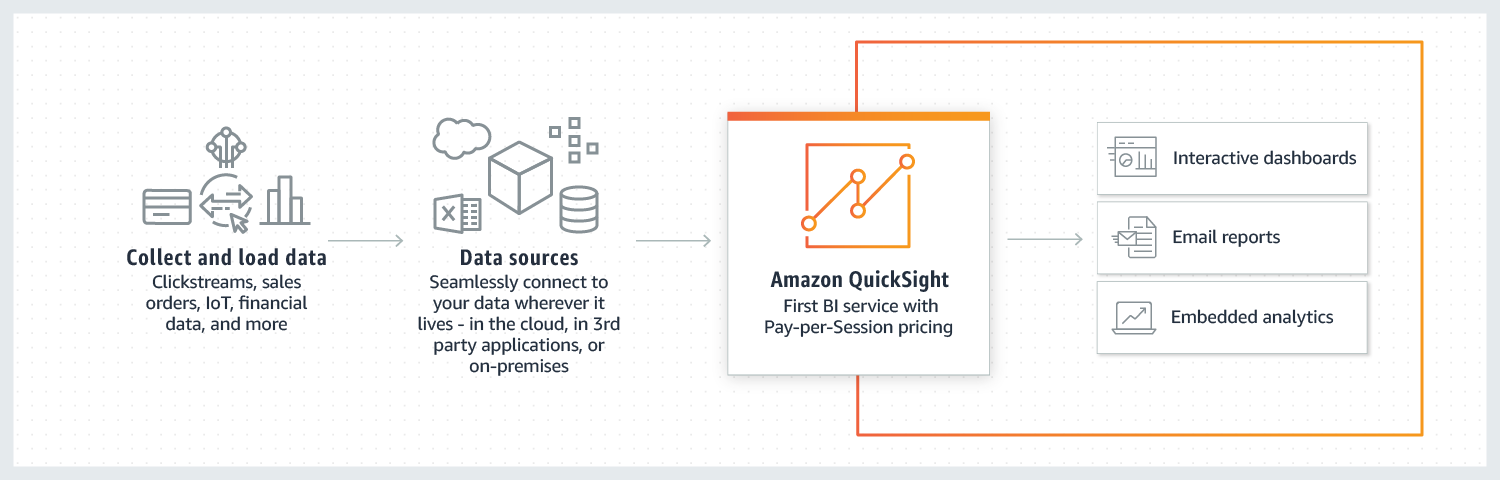 Collect and load data
Clickstreams, sales
orders, IoT, financial
data, and more
Data sources
Seamlessly connect to
your data wherever it
lives - in the cloud, in 3rd
party applications, or
on-premises
Amazon QuickSight
First BI service with
Pay-per-Session pricing
Interactive dashboards
Email reports
Embedded analytics